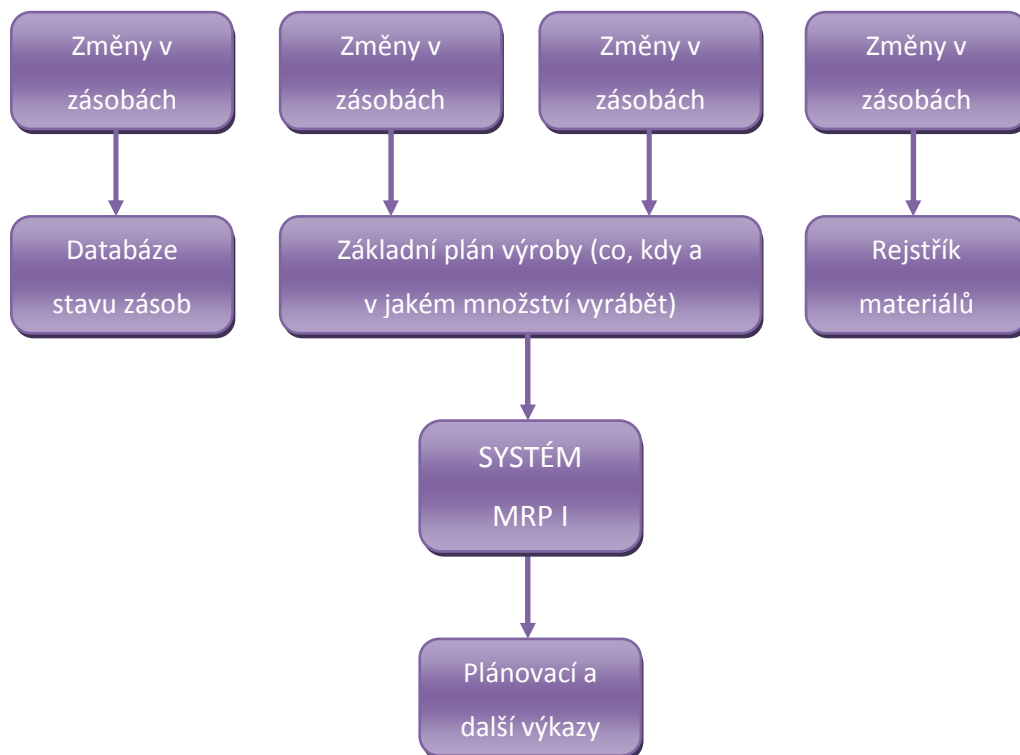 Změny v
zásobách
Změny v
zásobách
Změny v
zásobách
Změny v
zásobách
Databáze
stavu zásob
Základní plán výroby (co, kdy a
v jakém množství vyrábět)
Rejstřík
materiálů
SYSTÉM
MRP I
Plánovací a
další výkazy